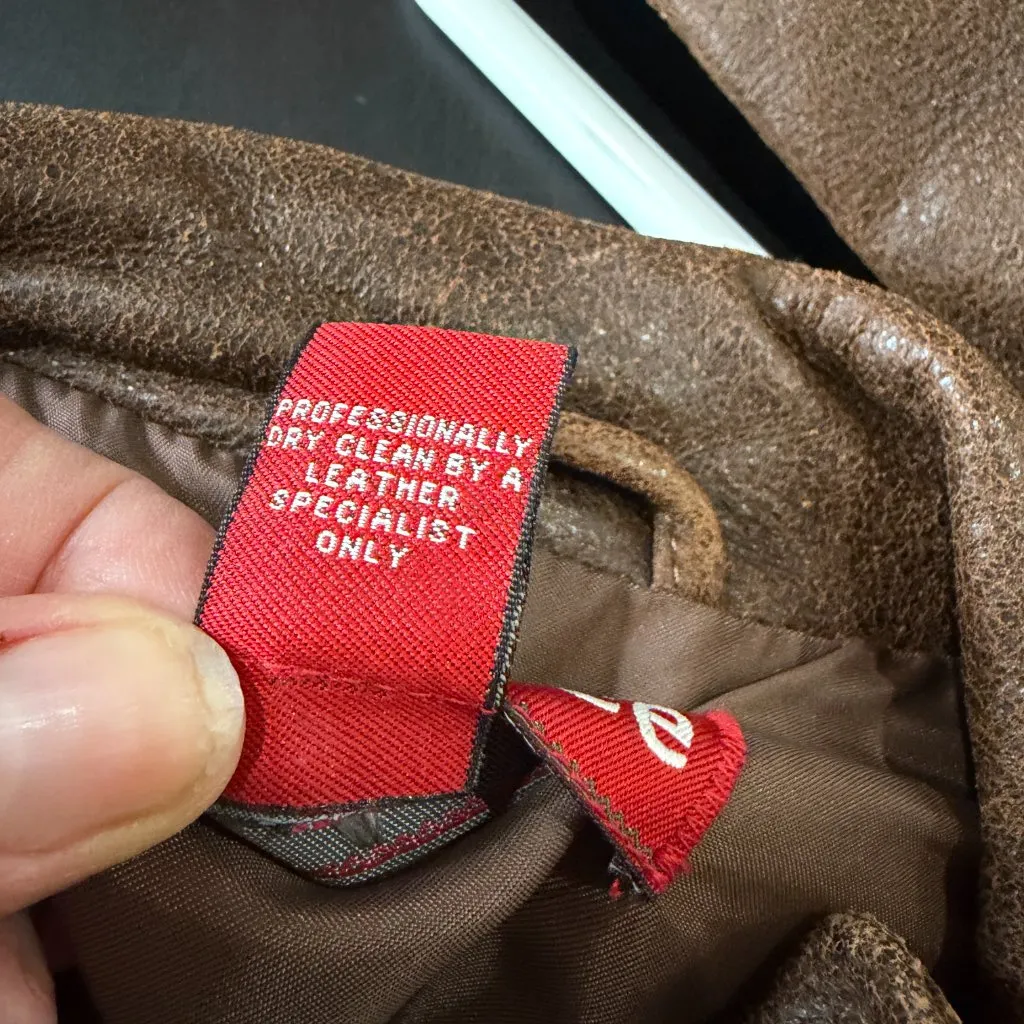 PROFESSIONALLY
DRY CLEAN BY A
LEATHER
SPECIALIST
ONLY